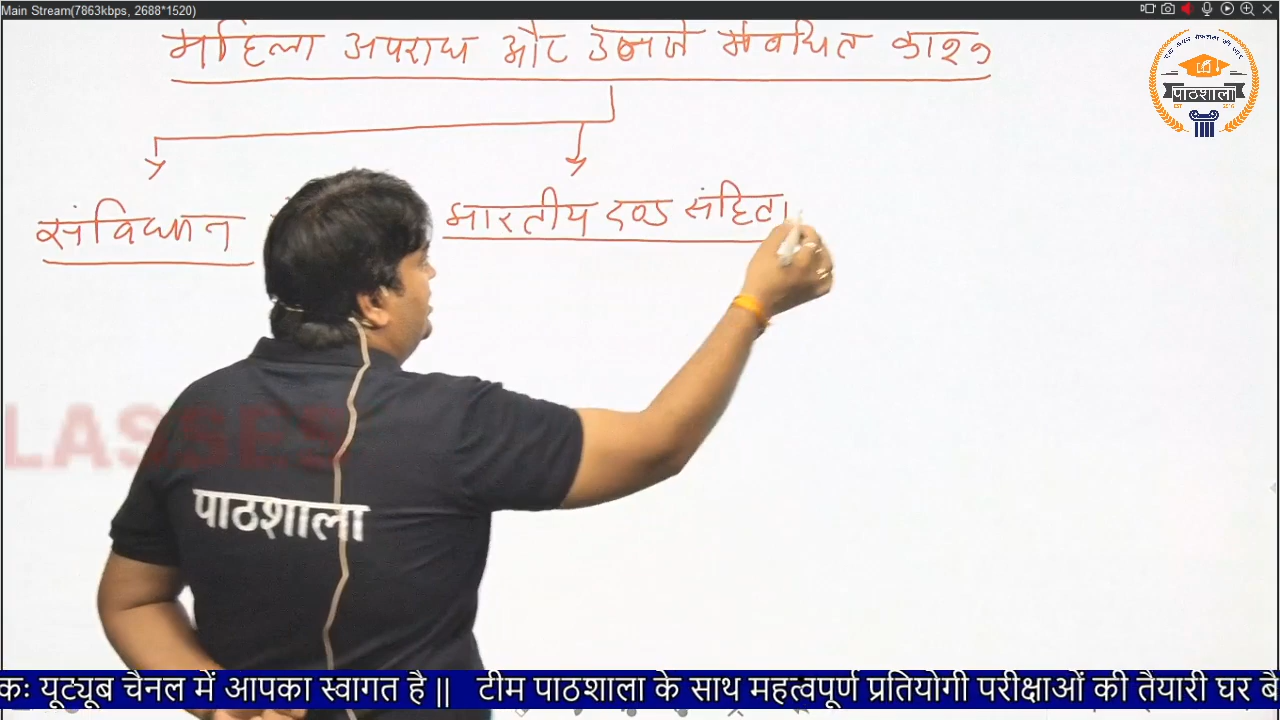 Main Stream(7863kbps, 2688*1520)
महिला अपराध और उनसे संबंधित
संविधान
भारतीय दण्ड संहिता
पाठशाला
LASSES
पाठशाला
कः यूट्यूब चैनल में आपका स्वागत है || टीम पाठशाला के साथ महत्वपूर्ण प्रतियोगी परीक्षाओं की तैयारी घर बै